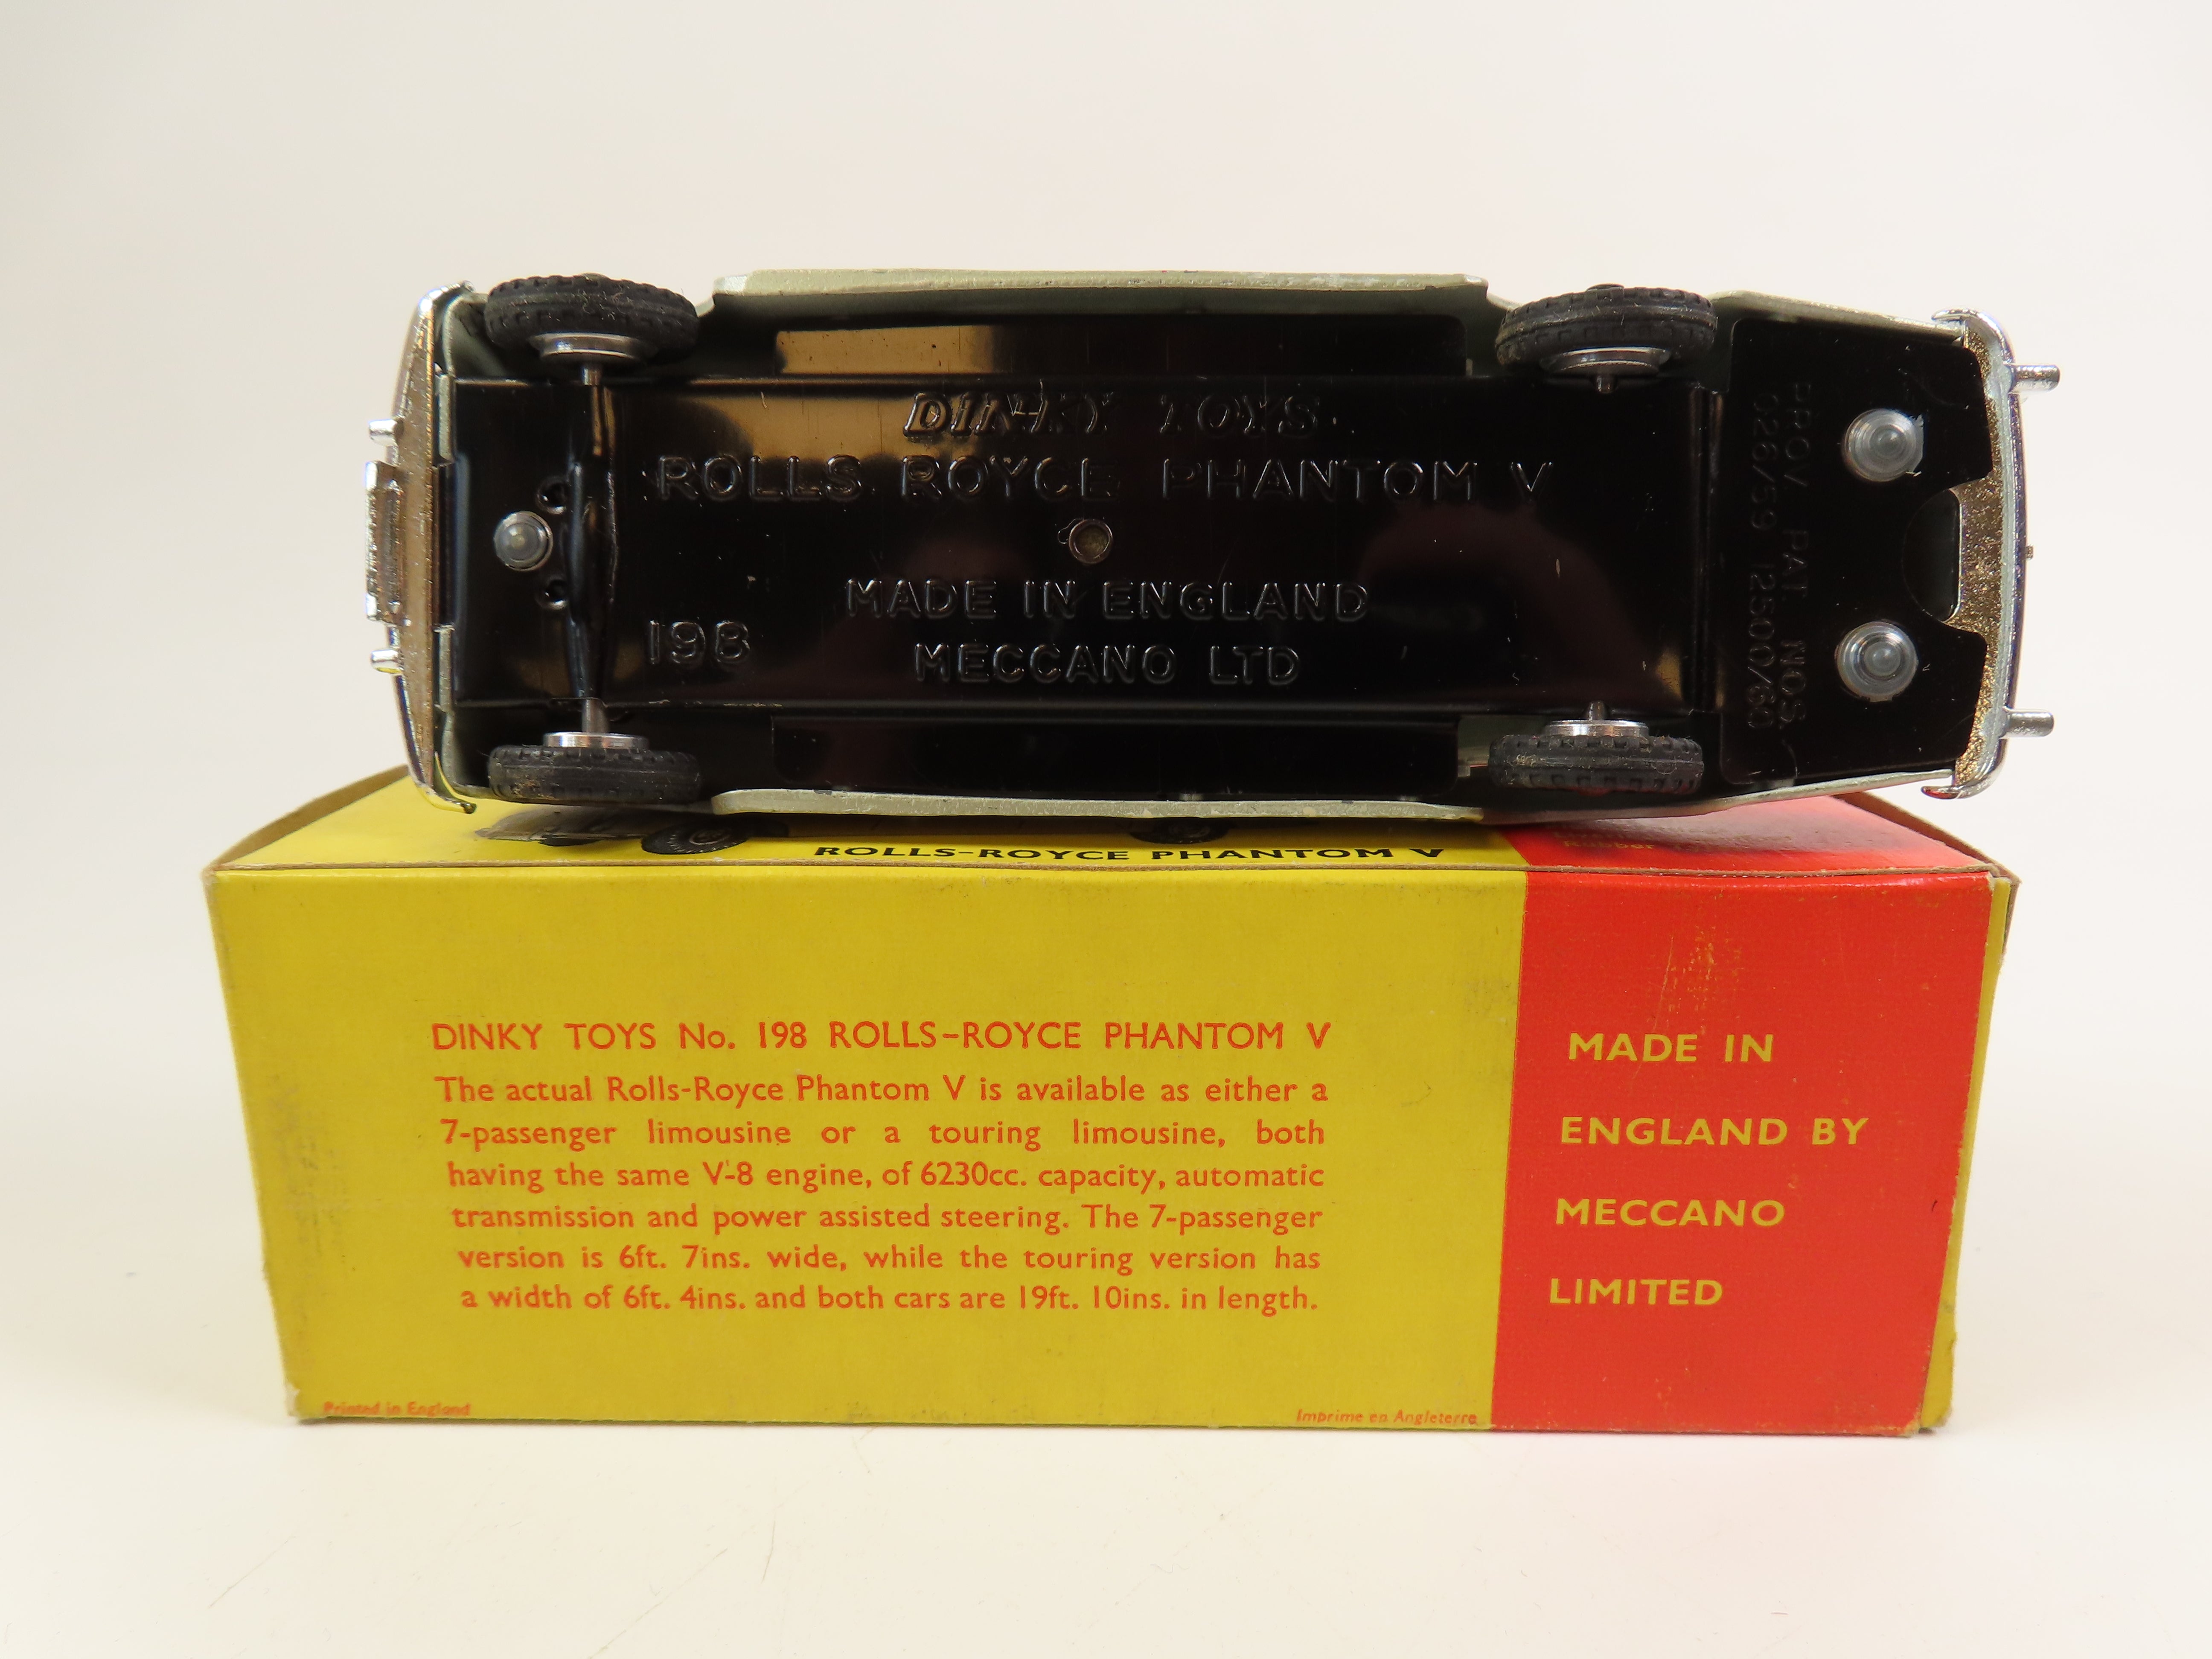 DINKY TOYS
ROLLS ROYCE PHANTOM V
MADE IN ENGLAND
198
MECCANO LTD
PROV. PAT. NOS.
628/59 12500/60
ROLLS-ROYCE PHANTOM V
DINKY TOYS No. 198 ROLLS-ROYCE PHANTOM V
The actual Rolls-Royce Phantom V is available as either a
7-passenger limousine or a touring limousine, both
having the same V-8 engine, of 6230cc. capacity, automatic
transmission and power assisted steering. The 7-passenger
version is 6ft. 7ins. wide, while the touring version has
a width of 6ft. 4ins. and both cars are 19ft. 10ins. in length.
Printed in England
Imprime en Angleterre
MADE IN
ENGLAND BY
MECCANO
LIMITED